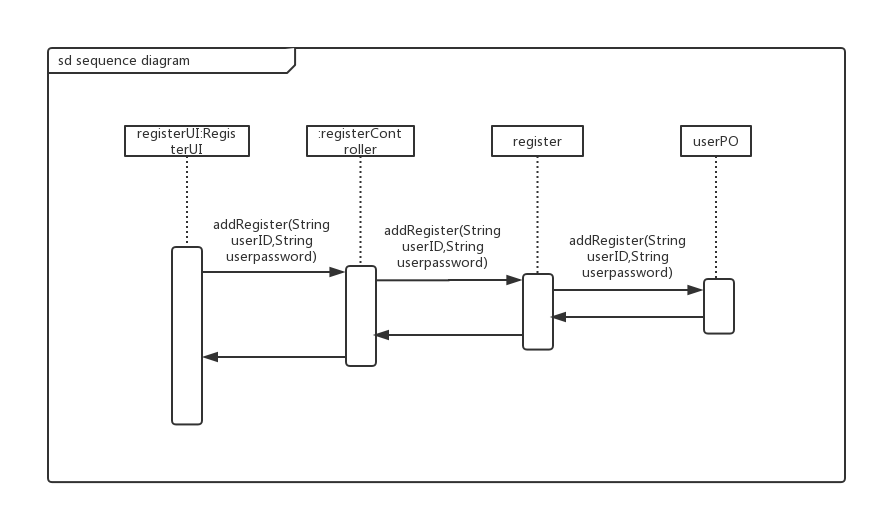 sd sequence diagram
registerUI:Regis
terUI
:registerCont
roller
register
userPO
addRegister(String
userID,String
userpassword)
addRegister(String
userID,String
userpassword)
addRegister(String
userID,String
userpassword)